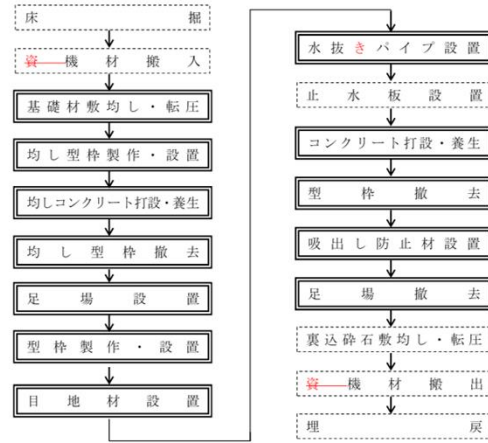 床掘
資機材搬入
基礎材敷均し・転圧
均し型枠製作・設置
均しコンクリート打設・養生
均し型枠撤去
足場設置
型枠製作・設置
目地材設置
水抜きパイプ設置
止水板設置
コンクリート打設・養生
型枠撤去
吸出し防止材設置
足場撤去
裏込砕石敷均し・転圧
資機材搬出
埋戻